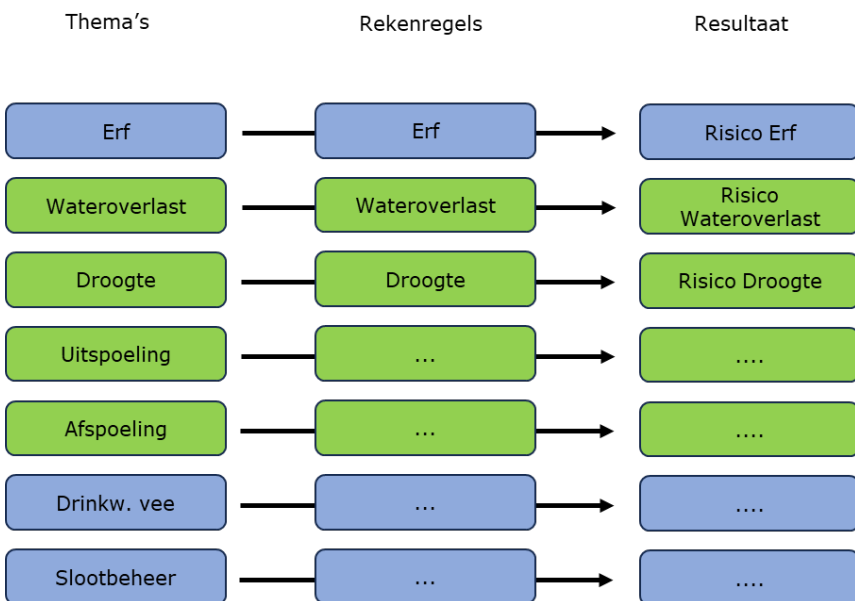 Thema's Rekenregels Resultaat
Erf Erf Risico Erf
Wateroverlast Wateroverlast Risico
Wateroverlast
Droogte Droogte Risico Droogte
Uitspoeling ... ....
Afspoeling ... ....
Drinkw. vee ... ....
Slootbeheer ... ....